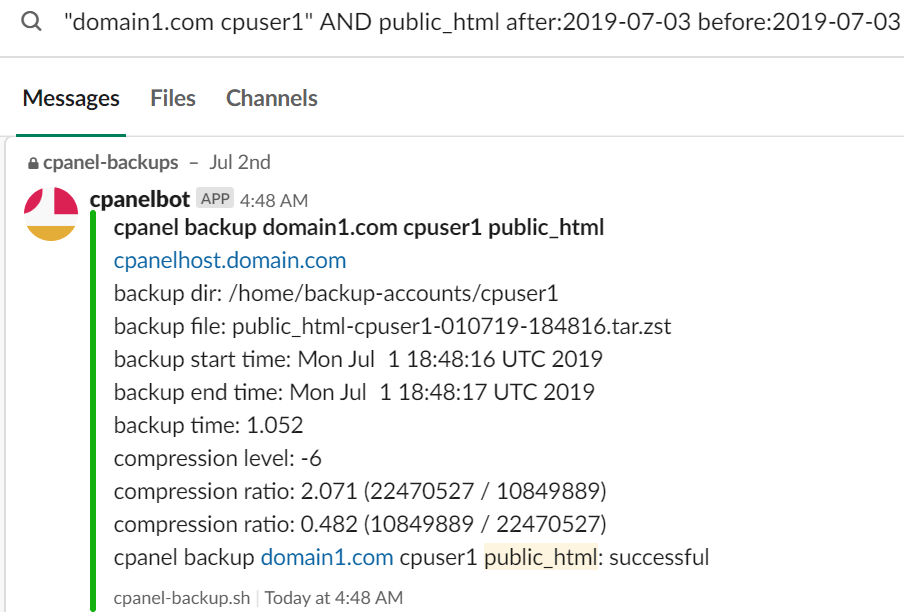 "domain1.com cpuser1" AND public_html after:2019-07-03 before:2019-07-03
Messages Files Channels
cpanel-backups – Jul 2nd
cpanelbot APP 4:48 AM
cpanel backup domain1.com cpuser1 public_html
cpanelhost.domain.com
backup dir: /home/backup-accounts/cpuser1
backup file: public_html-cpuser1-010719-184816.tar.zst
backup start time: Mon Jul  1 18:48:16 UTC 2019
backup end time: Mon Jul  1 18:48:17 UTC 2019
backup time: 1.052
compression level: -6
compression ratio: 2.071 (22470527 / 10849889)
compression ratio: 0.482 (10849889 / 22470527)
cpanel backup domain1.com cpuser1 public_html: successful
cpanel-backup.sh | Today at 4:48 AM